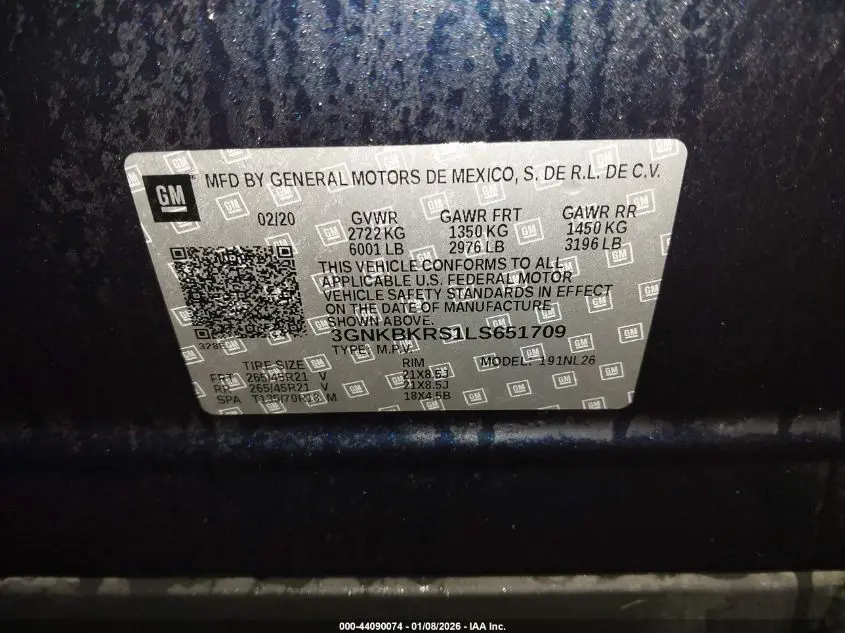 GM
MFD BY GENERAL MOTORS DE MEXICO, S. DE R.L. DE C.V.
02/20 GVWR GAWR FRT GAWR RR
2722 KG 1350 KG 1450 KG
6001 LB 2976 LB 3196 LB
THIS VEHICLE CONFORMS TO ALL
APPLICABLE U.S. FEDERAL MOTOR
VEHICLE SAFETY STANDARDS IN EFFECT
ON THE DATE OF MANUFACTURE
SHOWN ABOVE.
3GNKBKRS1LS651709
TYPE: M.P.V. MODEL: 191NL26
TIRE SIZE RIM
FRT 265/45R21 V 21X8.5J
RR 265/45R21 V 21X8.5J
SPA T135/70R18 M 18X4.5B
000-44090074 - 01/08/2026 - IAA Inc.